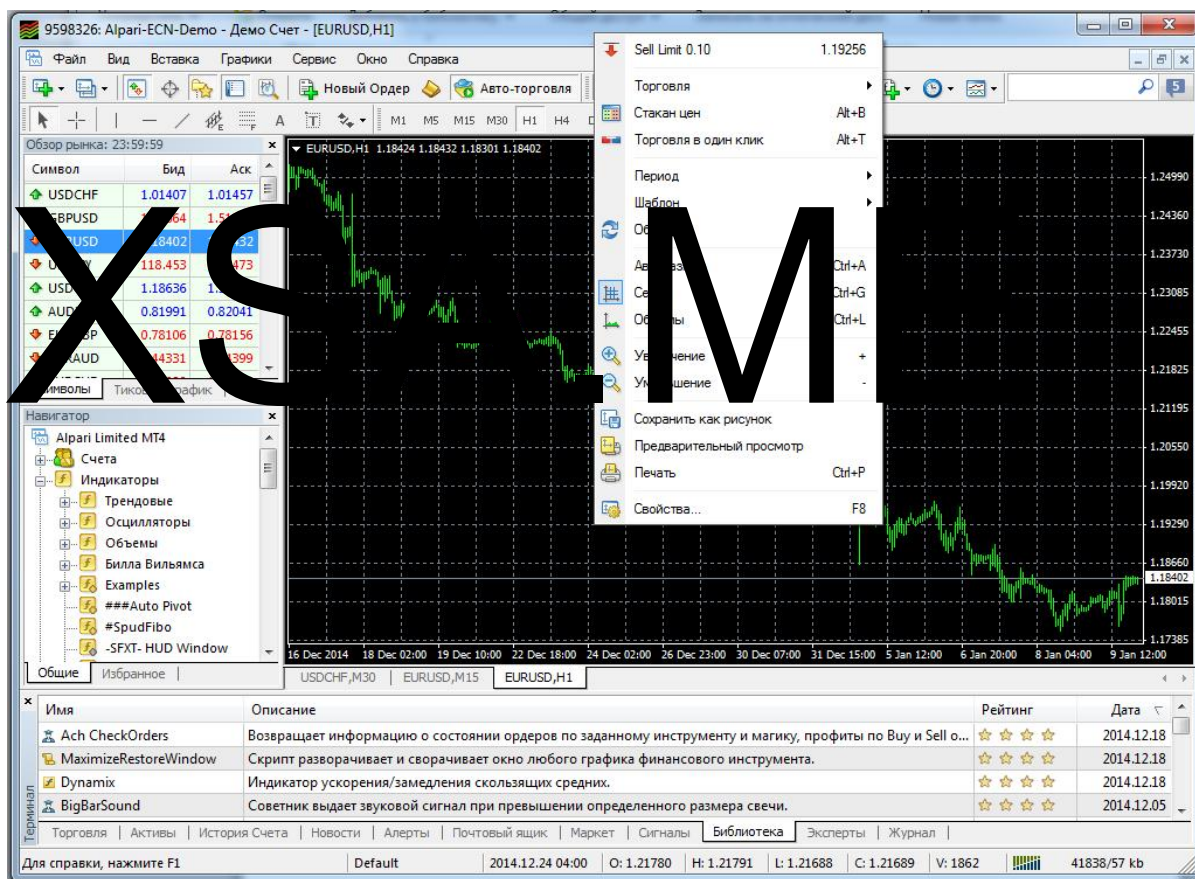 9598326: Alpari-ECN-Demo - Демо Счет - [EURUSD,H1]
Файл Вид Вставка Графики Сервис Окно Справка
Новый Ордер Авто-торговля
M1 M5 M15 M30 H1 H4
Обзор рынка: 23:59:59
Символ Бид Аск
USDCHF 1.01407 1.01457
118.453
1.18636
0.81991 0.82041
0.78106 0.78156
Навигатор
Alpari Limited MT4
Счета
Индикаторы
Трендовые
Осцилляторы
Объемы
Билла Вильямса
Examples
###Auto Pivot
#SpudFibo
-SFXT- HUD Window
Общие Избранное
EURUSD,H1 1.18424 1.18432 1.18301 1.18402
Sell Limit 0.10 1.19256
Торговля
Стакан цен Alt+B
Торговля в один клик Alt+T
Период
Шаблон
Ctrl+A
Ctrl+G
Ctrl+L
+
-
Сохранить как рисунок
Предварительный просмотр
Печать Ctrl+P
Свойства... F8
1.24990
1.24360
1.23730
1.23085
1.22455
1.21825
1.21195
1.20550
1.19920
1.19290
1.18660
1.18402
1.18015
1.17385
16 Dec 2014 18 Dec 02:00 19 Dec 10:00 22 Dec 18:00 24 Dec 02:00 26 Dec 23:00 30 Dec 07:00 31 Dec 15:00 5 Jan 12:00 6 Jan 20:00 8 Jan 04:00 9 Jan 12:00
USDCHF,M30 EURUSD,M15 EURUSD,H1
Имя Описание Рейтинг Дата
Ach CheckOrders Возвращает информацию о состоянии ордеров по заданному инструменту и магику, профиты по Buy и Sell o... 2014.12.18
MaximizeRestoreWindow Скрипт разворачивает и сворачивает окно любого графика финансового инструмента. 2014.12.18
Dynamix Индикатор ускорения/замедления скользящих средних. 2014.12.18
BigBarSound Советник выдает звуковой сигнал при превышении определенного размера свечи. 2014.12.05
Терминал
Торговля Активы История Счета Новости Алерты Почтовый ящик Маркет Сигналы Библиотека Эксперты Журнал
Для справки, нажмите F1 Default 2014.12.24 04:00 O: 1.21780 H: 1.21791 L: 1.21688 C: 1.21689 V: 1862 41838/57 kb